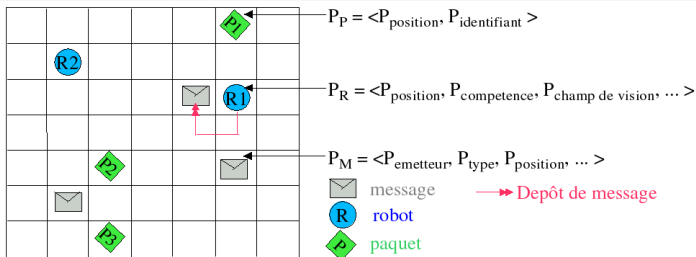 P1
P_P = <P_position, P_identifiant >
R2
R1
P_R = <P_position, P_competence, P_champ de vision, ... >
P2
P_M = <P_emetteur, P_type, P_position, ... >
message
Depôt de message
R
robot
P3
P
paquet